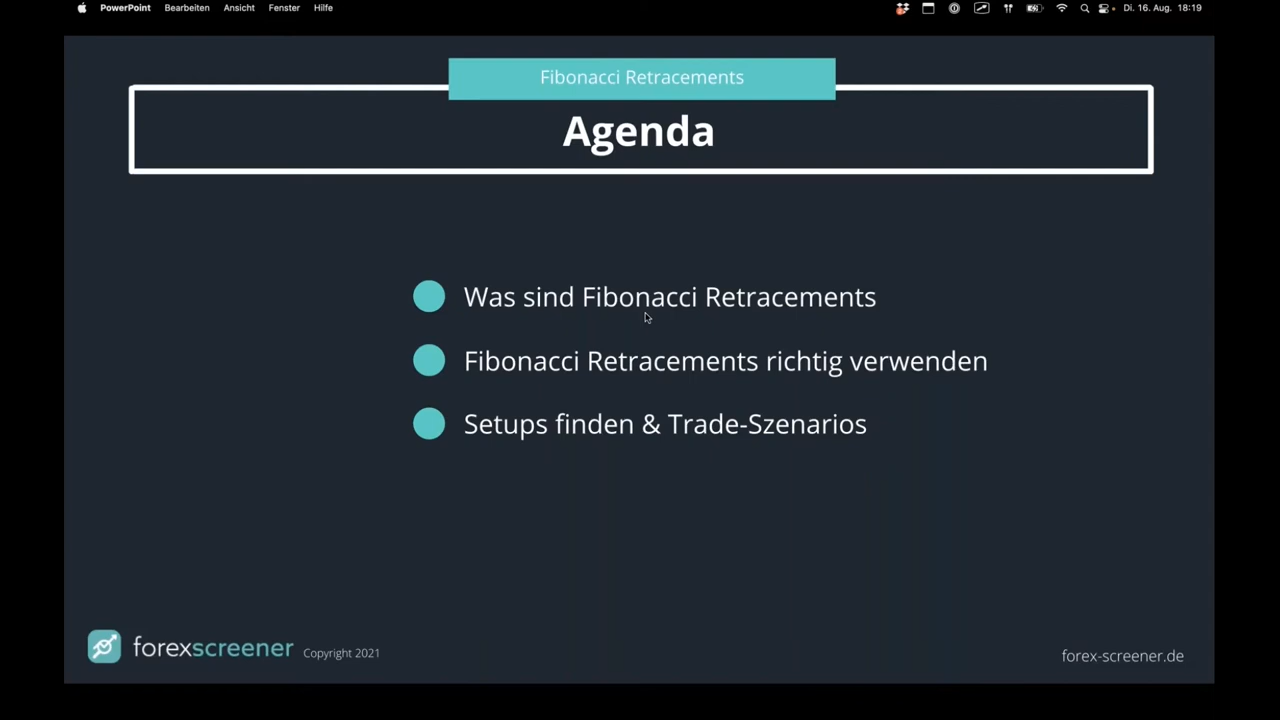 PowerPoint Bearbeiten Ansicht Fenster Hilfe Di. 16. Aug. 18:19
Fibonacci Retracements
Agenda
Was sind Fibonacci Retracements
Fibonacci Retracements richtig verwenden
Setups finden & Trade-Szenarios
forexscreener Copyright 2021
forex-screener.de